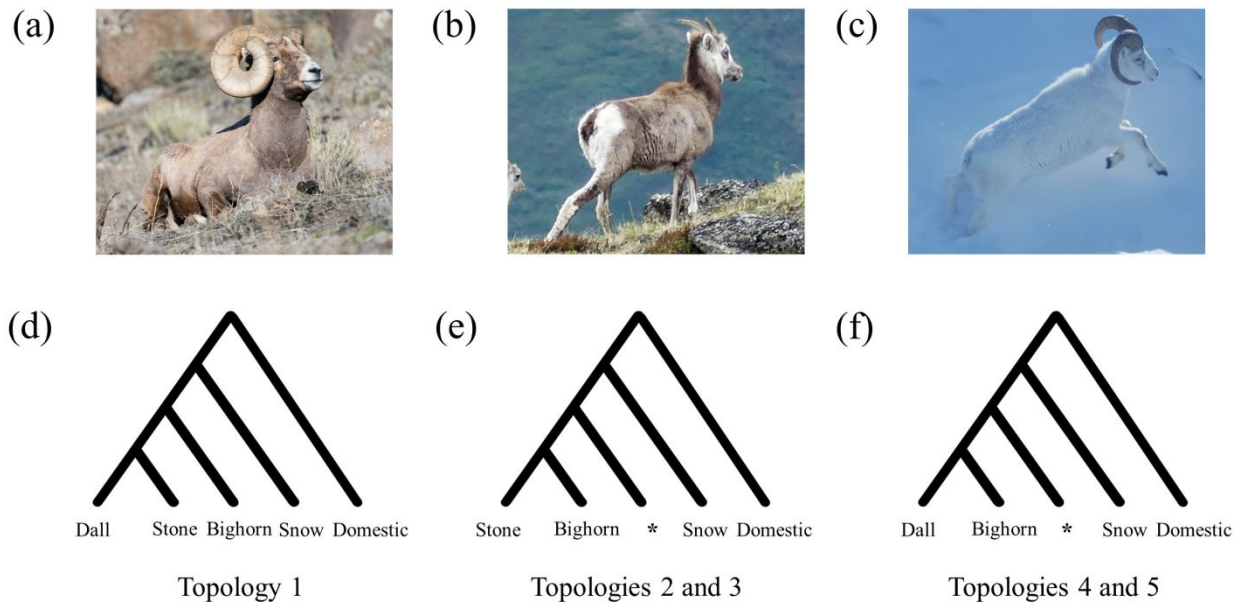 (a) (b) (c)
(d) (e) (f)
Dall Stone Bighorn Snow Domestic
Stone Bighorn * Snow Domestic
Dall Bighorn * Snow Domestic
Topology 1
Topologies 2 and 3
Topologies 4 and 5